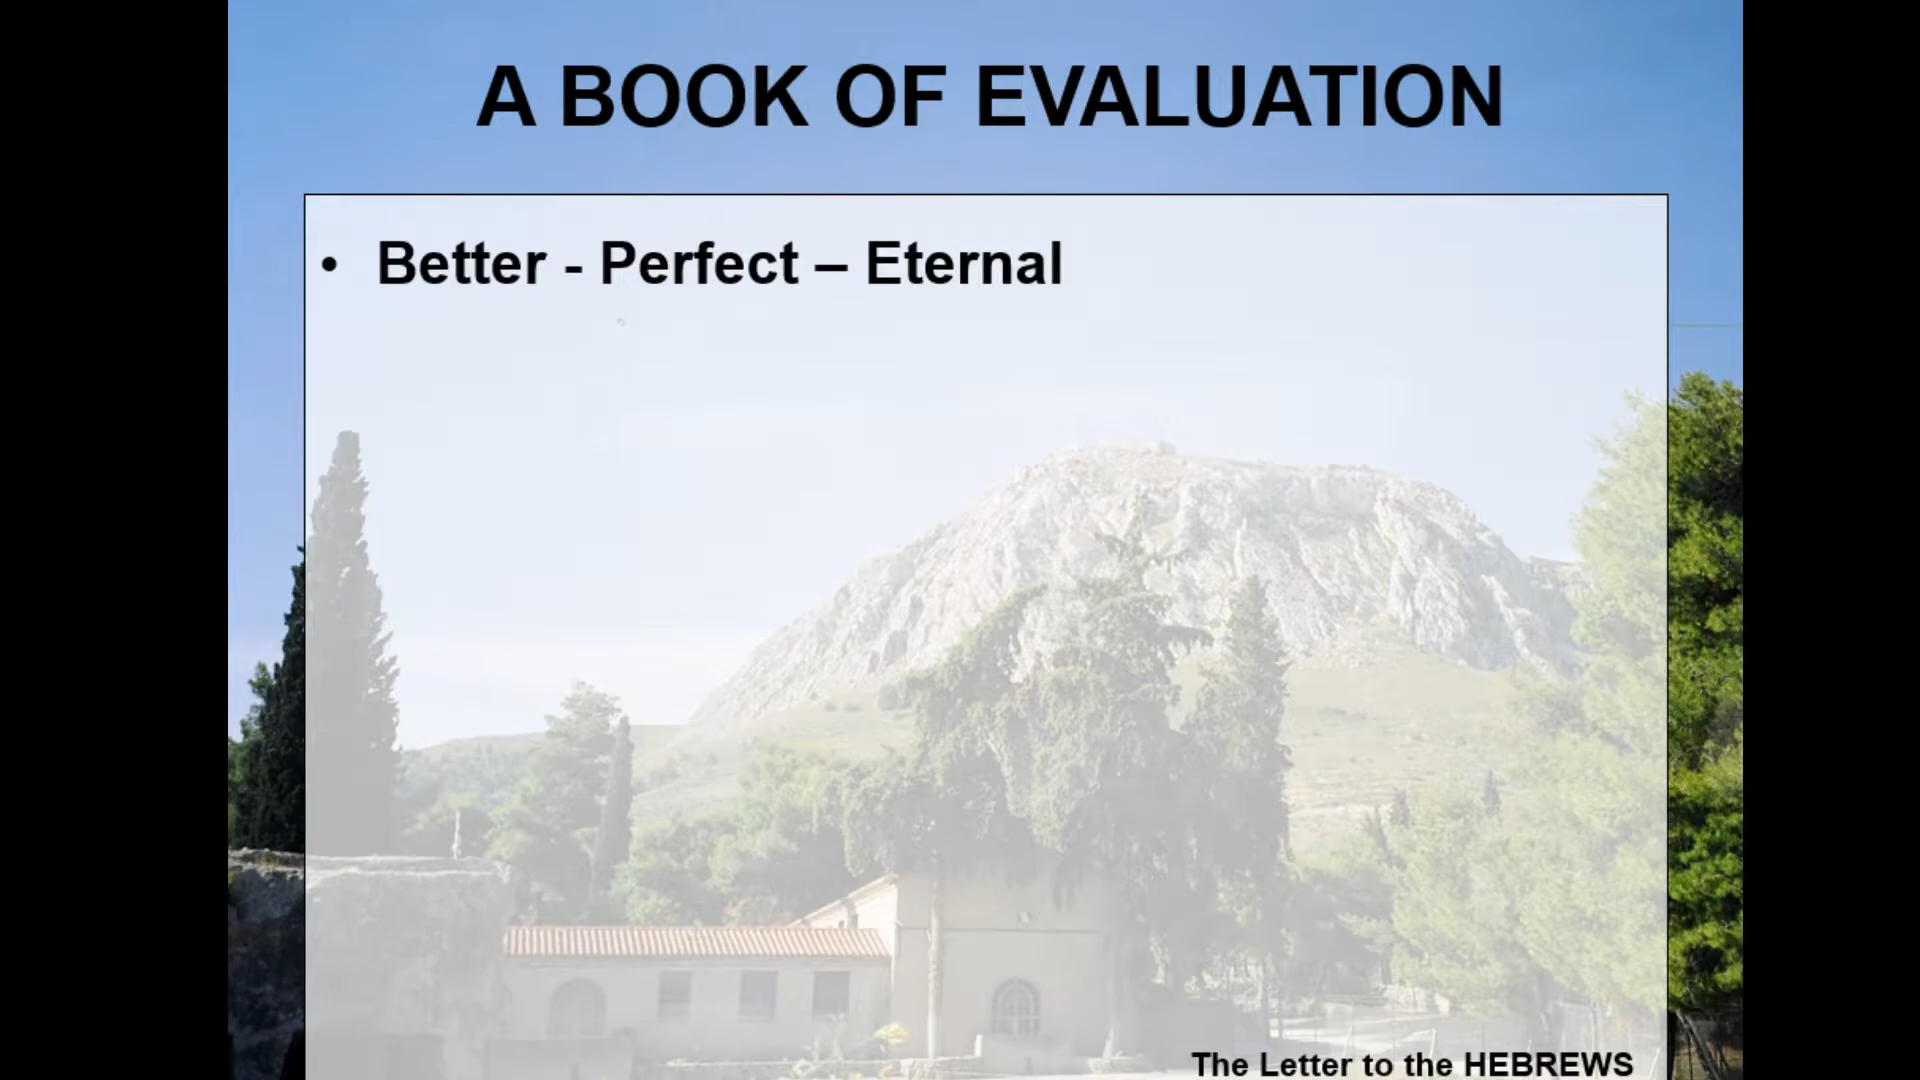 A BOOK OF EVALUATION
• Better - Perfect – Eternal
The Letter to the HEBREWS